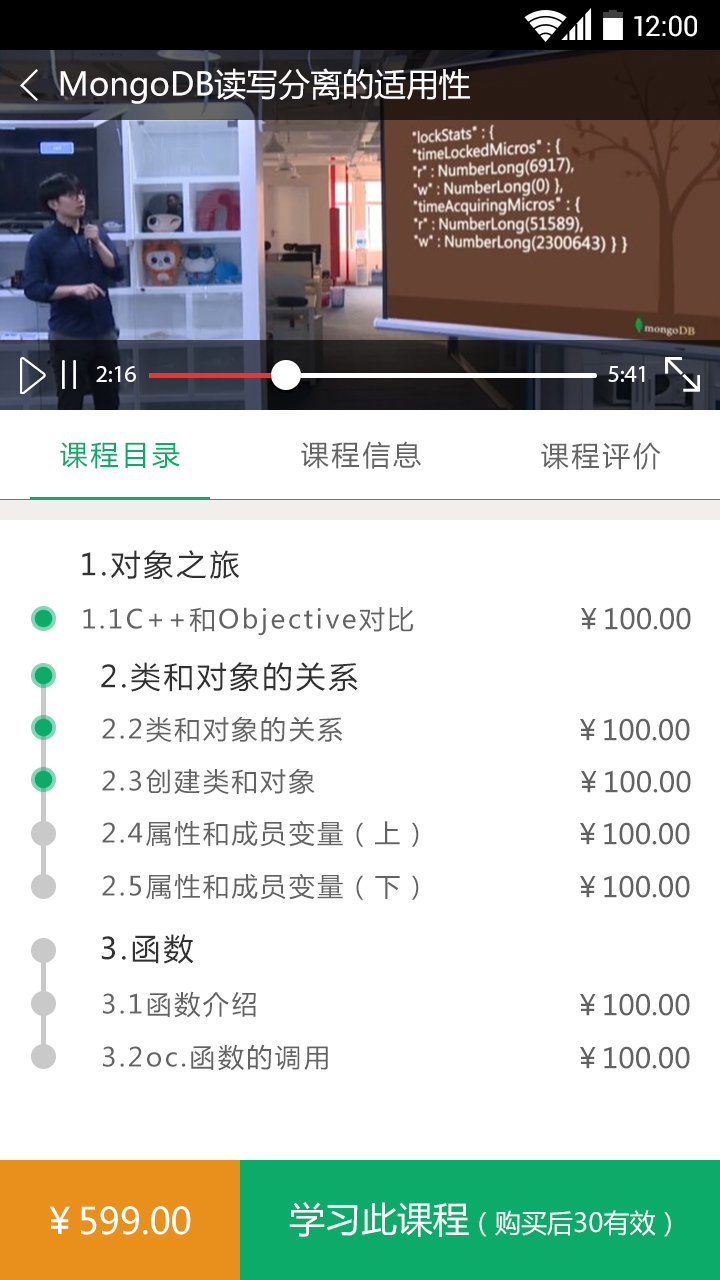 12:00
MongoDB读写分离的适用性
"lockStats" : {
"timeLockedMicros" : {
"r" : NumberLong(6917),
"w" : NumberLong(0) },
"timeAcquiringMicros" : {
"r" : NumberLong(51589),
"w" : NumberLong(2300643) } }
mongoDB
2:16
5:41
课程目录 课程信息 课程评价
1.对象之旅
1.1C++和Objective对比 ¥100.00
2.类和对象的关系
2.2类和对象的关系 ¥100.00
2.3创建类和对象 ¥100.00
2.4属性和成员变量（上） ¥100.00
2.5属性和成员变量（下） ¥100.00
3.函数
3.1函数介绍 ¥100.00
3.2oc.函数的调用 ¥100.00
¥599.00 学习此课程（购买后30有效）